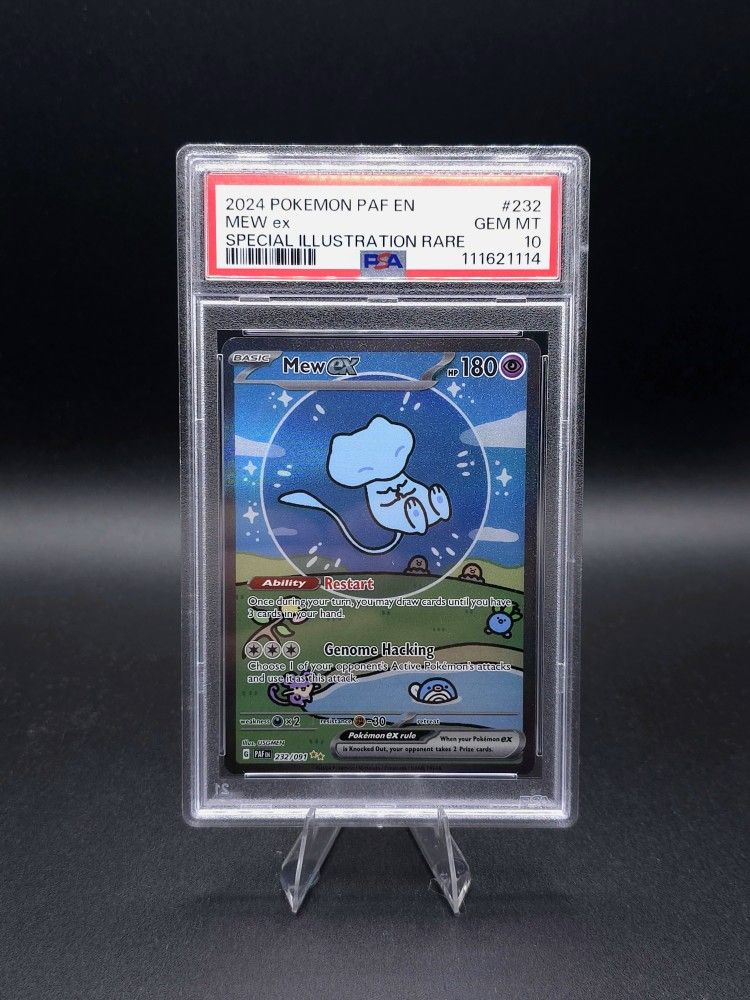 2024 POKEMON PAF EN #232
MEW ex GEM MT
SPECIAL ILLUSTRATION RARE 10
PSA 111621114
BASIC Mew ex HP 180
Ability Restart
Once during your turn, you may draw cards until you have
3 cards in your hand.
Genome Hacking
Choose 1 of your opponent's Active Pokémon's attacks
and use it as this attack.
weakness ×2 resistance -30 retreat
Illus. USGMEN
Pokémon ex rule
When your Pokémon ex
is Knocked Out, your opponent takes 2 Prize cards.
G PAF EN 232/091